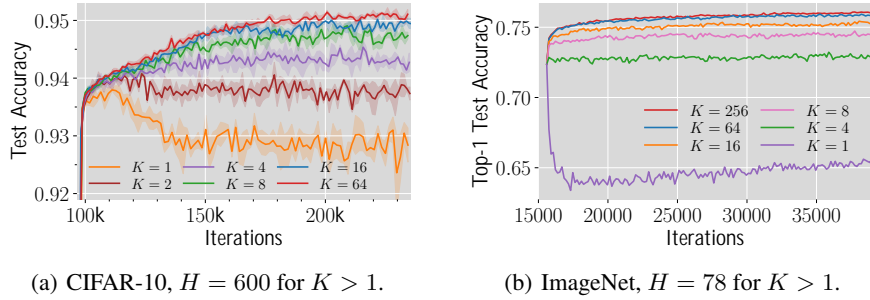 0.95
0.94
0.93
0.92
Test Accuracy
K = 1 K = 4 K = 16
K = 2 K = 8 K = 64
100k 150k 200k
Iterations
(a) CIFAR-10, H = 600 for K > 1.
0.75
0.70
0.65
Top-1 Test Accuracy
K = 256 K = 8
K = 64 K = 4
K = 16 K = 1
15000 20000 25000 30000 35000
Iterations
(b) ImageNet, H = 78 for K > 1.